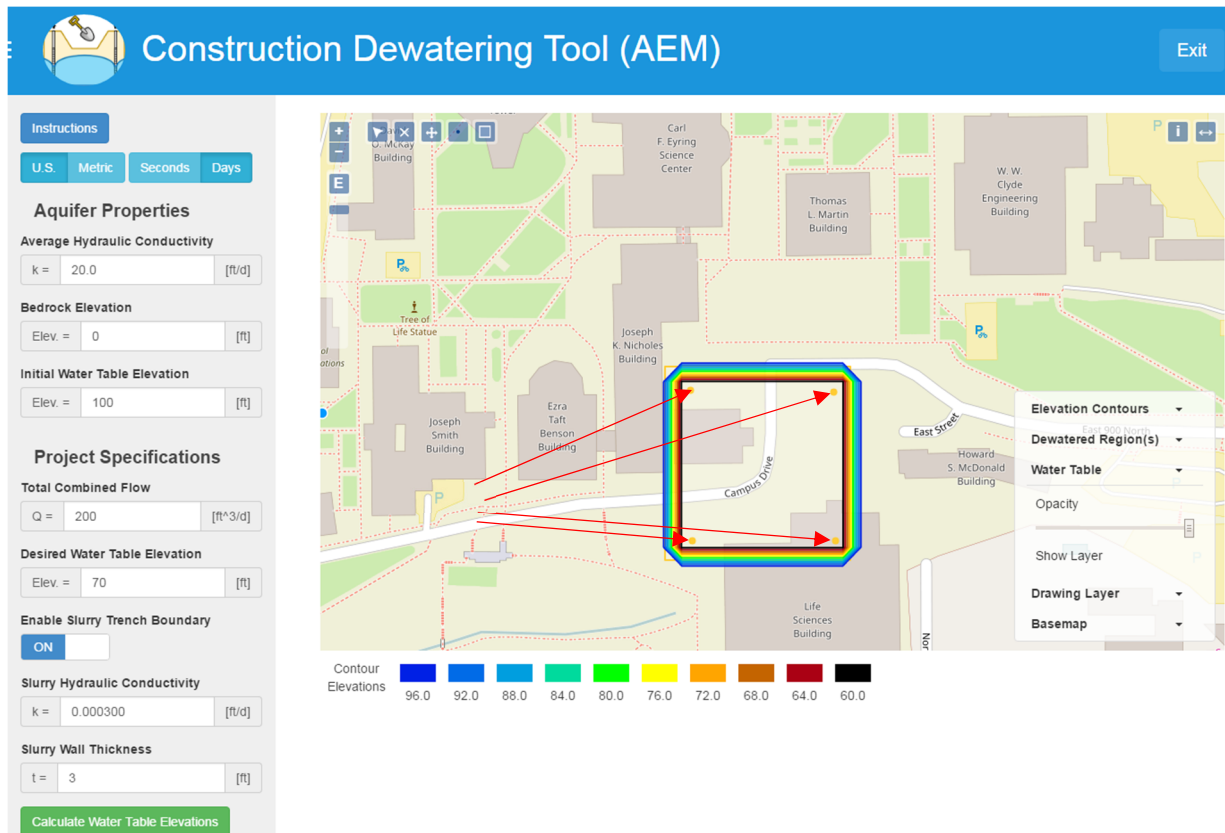 Construction Dewatering Tool (AEM)
Exit
Instructions
U.S. Metric Seconds Days
Aquifer Properties
Average Hydraulic Conductivity
k = 20.0 [ft/d]
Bedrock Elevation
Elev. = 0 [ft]
Initial Water Table Elevation
Elev. = 100 [ft]
Project Specifications
Total Combined Flow
Q = 200 [ft^3/d]
Desired Water Table Elevation
Elev. = 70 [ft]
Enable Slurry Trench Boundary
ON
Slurry Hydraulic Conductivity
k = 0.000300 [ft/d]
Slurry Wall Thickness
t = 3 [ft]
Calculate Water Table Elevations
+
−
E
i
O. McKay
Building
Carl
F. Eyring
Science
Center
Thomas
L. Martin
Building
W. W.
Clyde
Engineering
Building
P
P
P
Tree of
Life Statue
Joseph
K. Nicholes
Building
Joseph
Smith
Building
Ezra
Taft
Benson
Building
P
Campus Drive
East Street
East 900 North
Howard
S. McDonald
Building
Life
Sciences
Building
Nor
Elevation Contours
Dewatered Region(s)
Water Table
Opacity
Show Layer
Drawing Layer
Basemap
Contour
Elevations
96.0 92.0 88.0 84.0 80.0 76.0 72.0 68.0 64.0 60.0